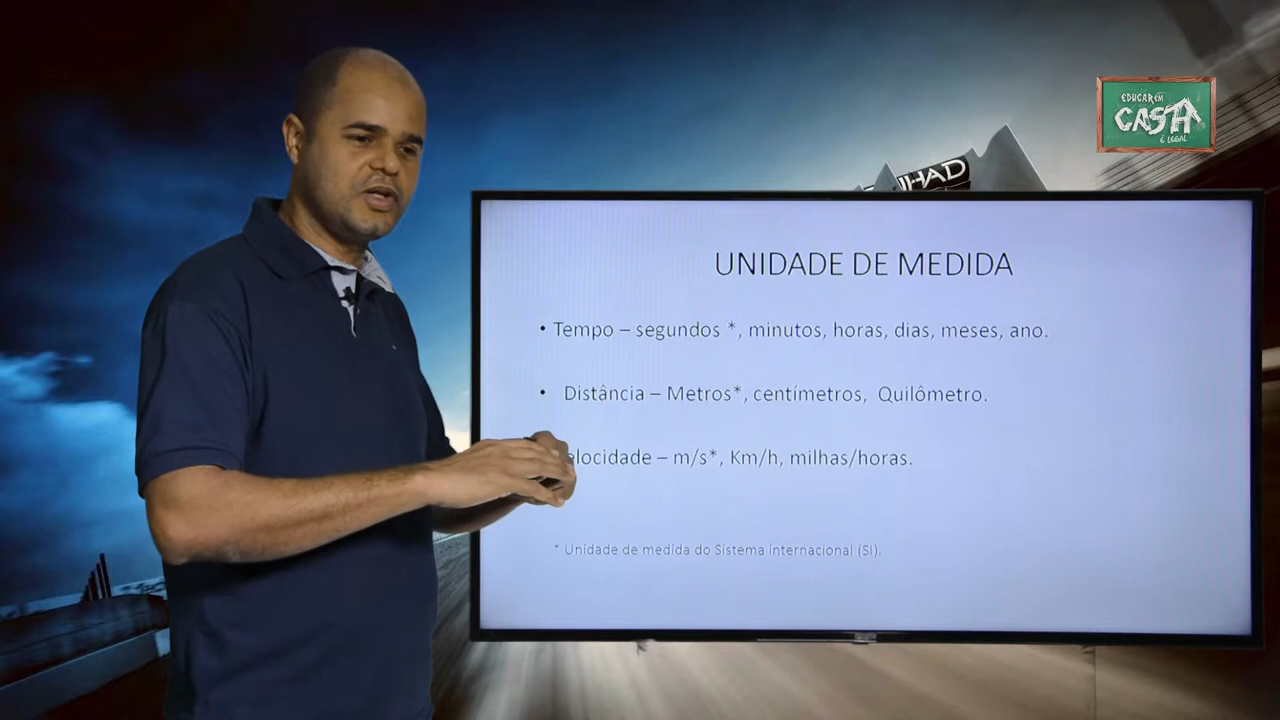 EDUCAR EM
CASA
É LEGAL
UNIDADE DE MEDIDA
• Tempo – segundos *, minutos, horas, dias, meses, ano.
• Distância – Metros*, centímetros, Quilômetro.
elocidade – m/s*, Km/h, milhas/horas.
* Unidade de medida do Sistema internacional (SI).